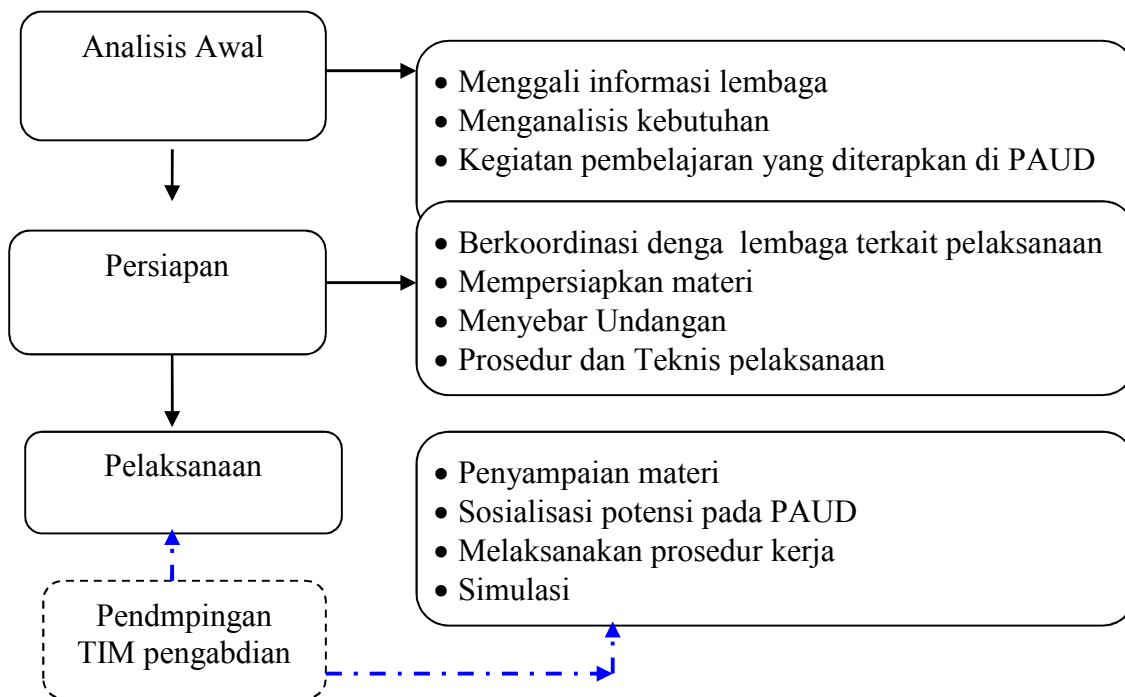 Analisis Awal
• Menggali informasi lembaga
• Menganalisis kebutuhan
• Kegiatan pembelajaran yang diterapkan di PAUD
Persiapan
• Berkoordinasi denga lembaga terkait pelaksanaan
• Mempersiapkan materi
• Menyebar Undangan
• Prosedur dan Teknis pelaksanaan
Pelaksanaan
• Penyampaian materi
• Sosialisasi potensi pada PAUD
• Melaksanakan prosedur kerja
• Simulasi
Pendmpingan
TIM pengabdian